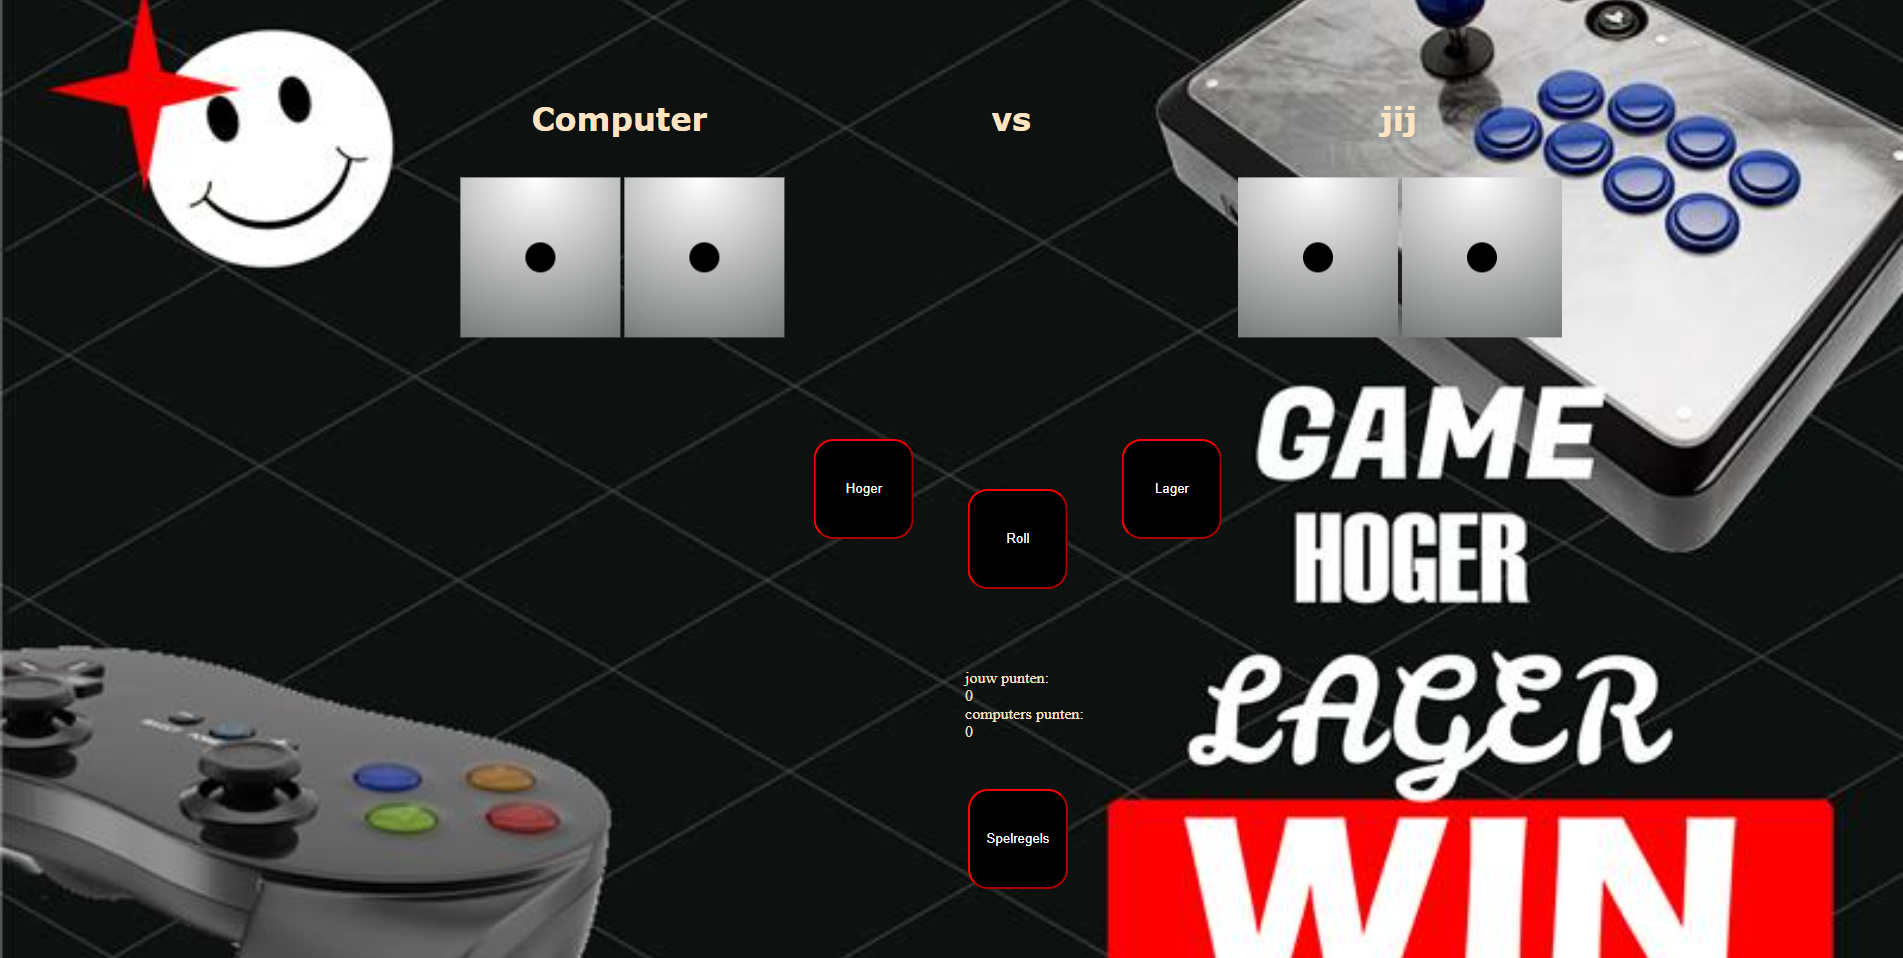 Computer
vs
jij
Hoger
Lager
Roll
GAME
HOGER
LAGER
WIN
jouw punten:
0
computers punten:
0
Spelregels